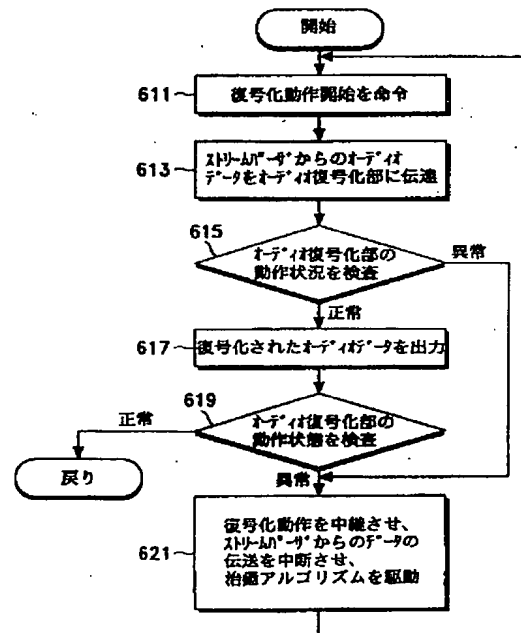 開始
611
復号化動作開始を命令
613
ｽﾄﾘｰﾑﾊﾟｰｻﾞからのｵｰﾃﾞｨｵ
ﾃﾞｰﾀをｵｰﾃﾞｨｵ復号化部に伝達
615
ｵｰﾃﾞｨｵ復号化部の
動作状況を検査
異常
正常
617
復号化されたｵｰﾃﾞｨｵﾃﾞｰﾀを出力
619
ｵｰﾃﾞｨｵ復号化部の
動作状態を検査
正常
戻り
異常
621
復号化動作を中継させ、
ｽﾄﾘｰﾑﾊﾟｰｻﾞからのﾃﾞｰﾀの
伝送を中断させ、
治癒アルゴリズムを駆動